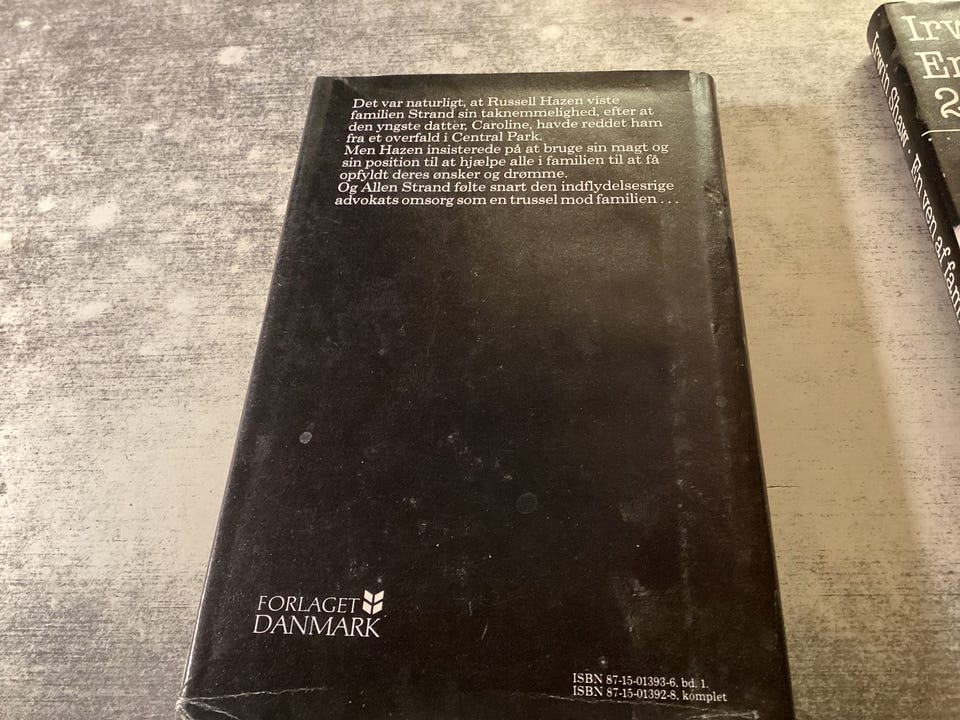 Det var naturligt, at Russell Hazen viste
familien Strand sin taknemmelighed, efter at
den yngste datter, Caroline, havde reddet ham
fra et overfald i Central Park.
Men Hazen insisterede på at bruge sin magt og
sin position til at hjælpe alle i familien til at få
opfyldt deres ønsker og drømme.
Og Allen Strand følte snart den indflydelsesrige
advokats omsorg som en trussel mod familien . . .
FORLAGET
DANMARK
ISBN 87-15-01393-6, bd. 1.
ISBN 87-15-01392-8. komplet
Irwin Shaw · En ven af
2